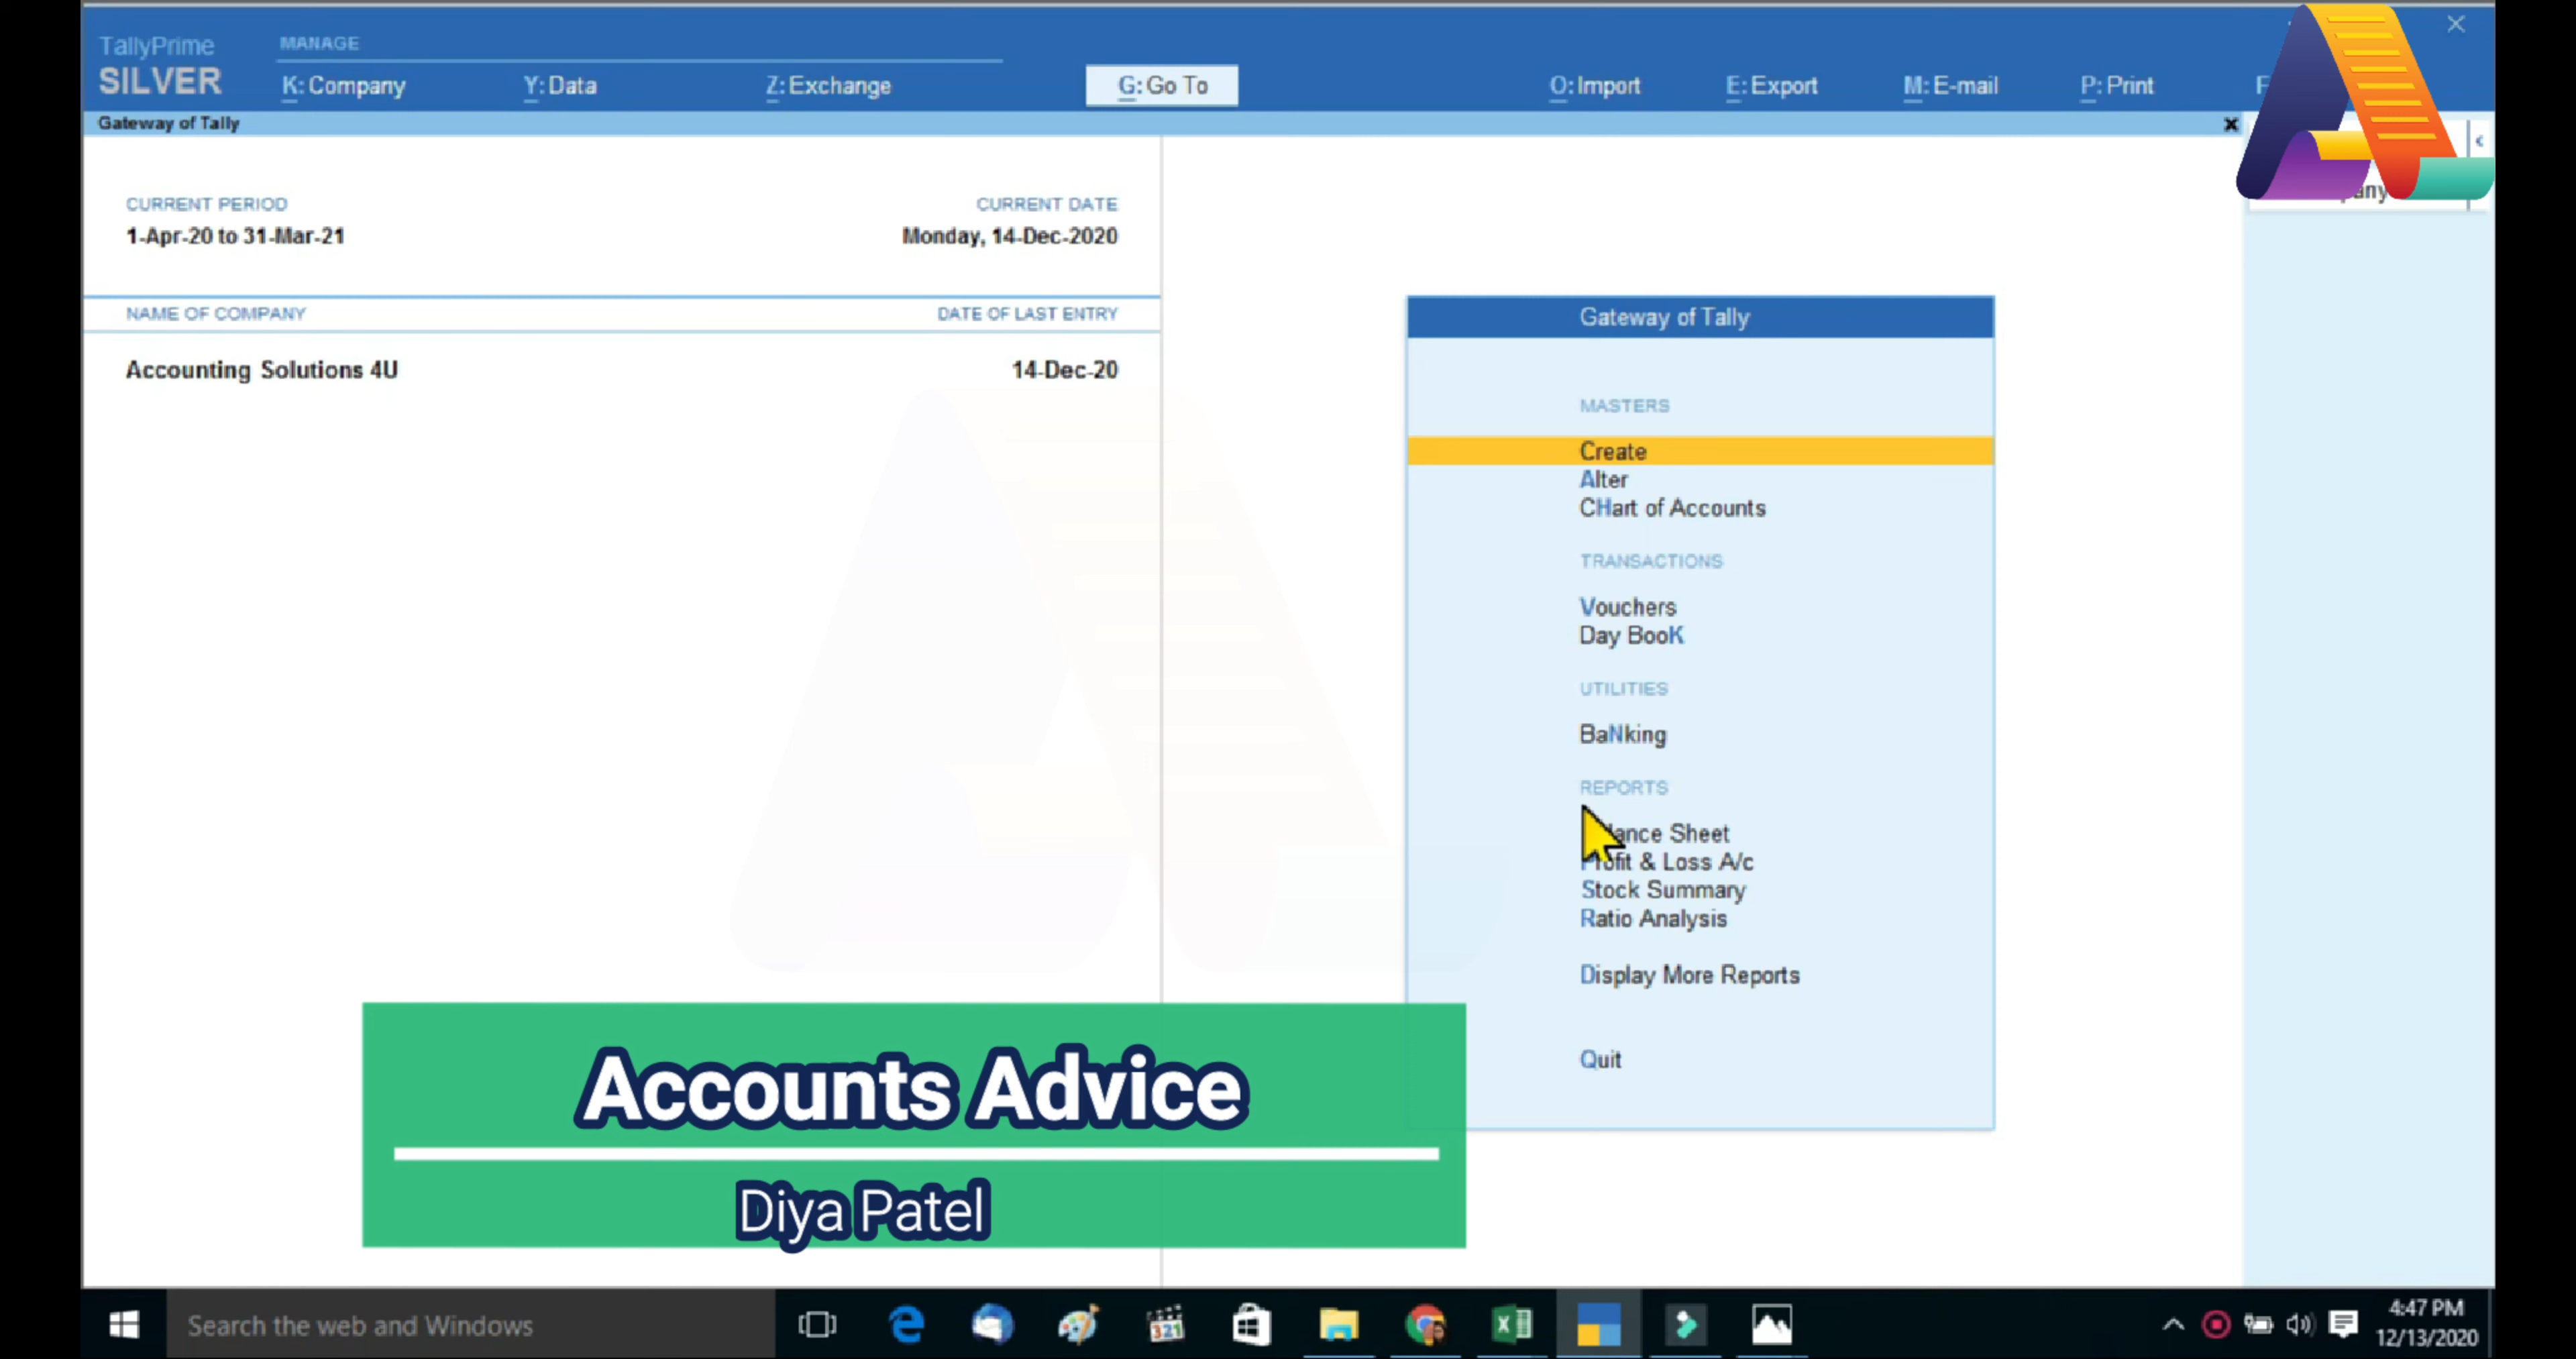 TallyPrime
SILVER
MANAGE
K: Company
Y: Data
Z: Exchange
G: Go To
O: Import
E: Export
M: E-mail
P: Print
Gateway of Tally
CURRENT PERIOD
CURRENT DATE
1-Apr-20 to 31-Mar-21
Monday, 14-Dec-2020
NAME OF COMPANY
DATE OF LAST ENTRY
Accounting Solutions 4U
14-Dec-20
Gateway of Tally
MASTERS
Create
Alter
CHart of Accounts
TRANSACTIONS
Vouchers
Day BooK
UTILITIES
BaNking
REPORTS
Sheet
Profit & Loss A/c
Stock Summary
Ratio Analysis
Display More Reports
Quit
Accounts Advice
Diya Patel
Search the web and Windows
321
4:47 PM
12/13/2020